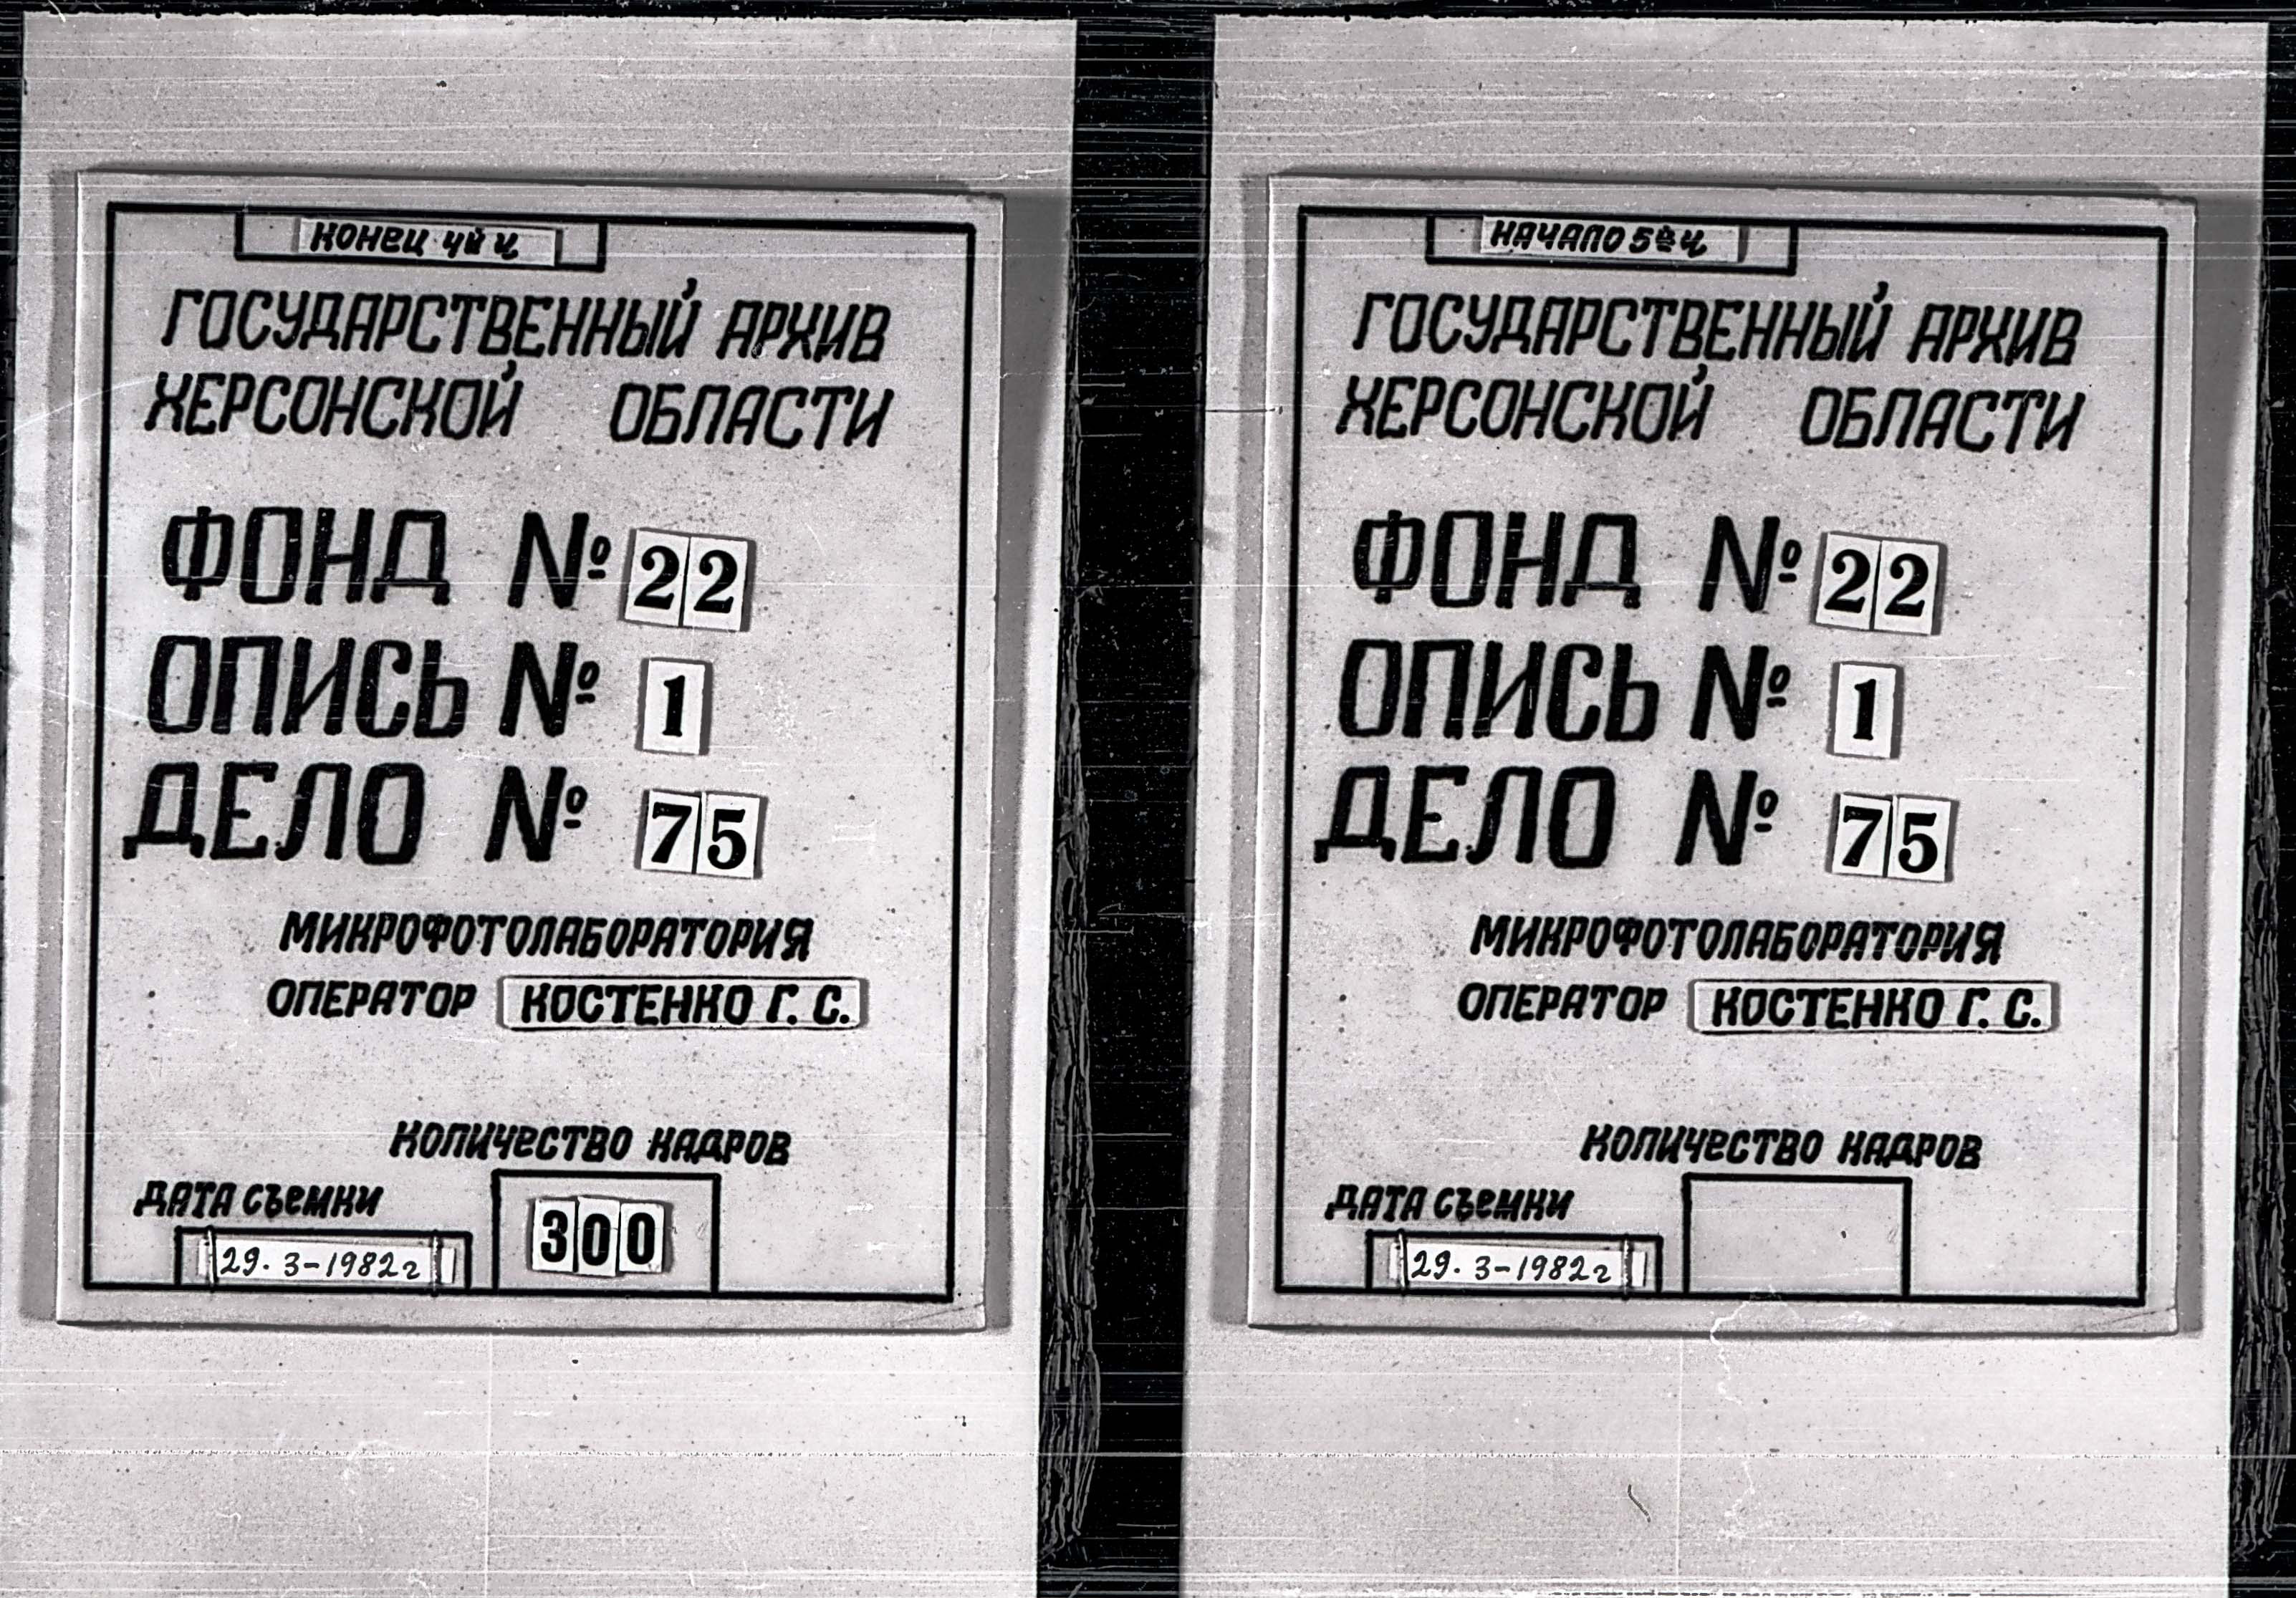 КОНЕЦ 4й ч
ГОСУДАРСТВЕННЫЙ АРХИВ
ХЕРСОНСКОЙ ОБЛАСТИ
ФОНД № 22
ОПИСЬ № 1
ДЕЛО № 75
МИКРОФОТОЛАБОРАТОРИЯ
ОПЕРАТОР КОСТЕНКО Г. С.
КОЛИЧЕСТВО КАДРОВ
ДАТА СЪЕМКИ
300
29. 3-1982 г
НАЧАЛО 5й ч
ГОСУДАРСТВЕННЫЙ АРХИВ
ХЕРСОНСКОЙ ОБЛАСТИ
ФОНД № 22
ОПИСЬ № 1
ДЕЛО № 75
МИКРОФОТОЛАБОРАТОРИЯ
ОПЕРАТОР КОСТЕНКО Г. С.
КОЛИЧЕСТВО КАДРОВ
ДАТА СЪЕМКИ
29. 3-1982 г